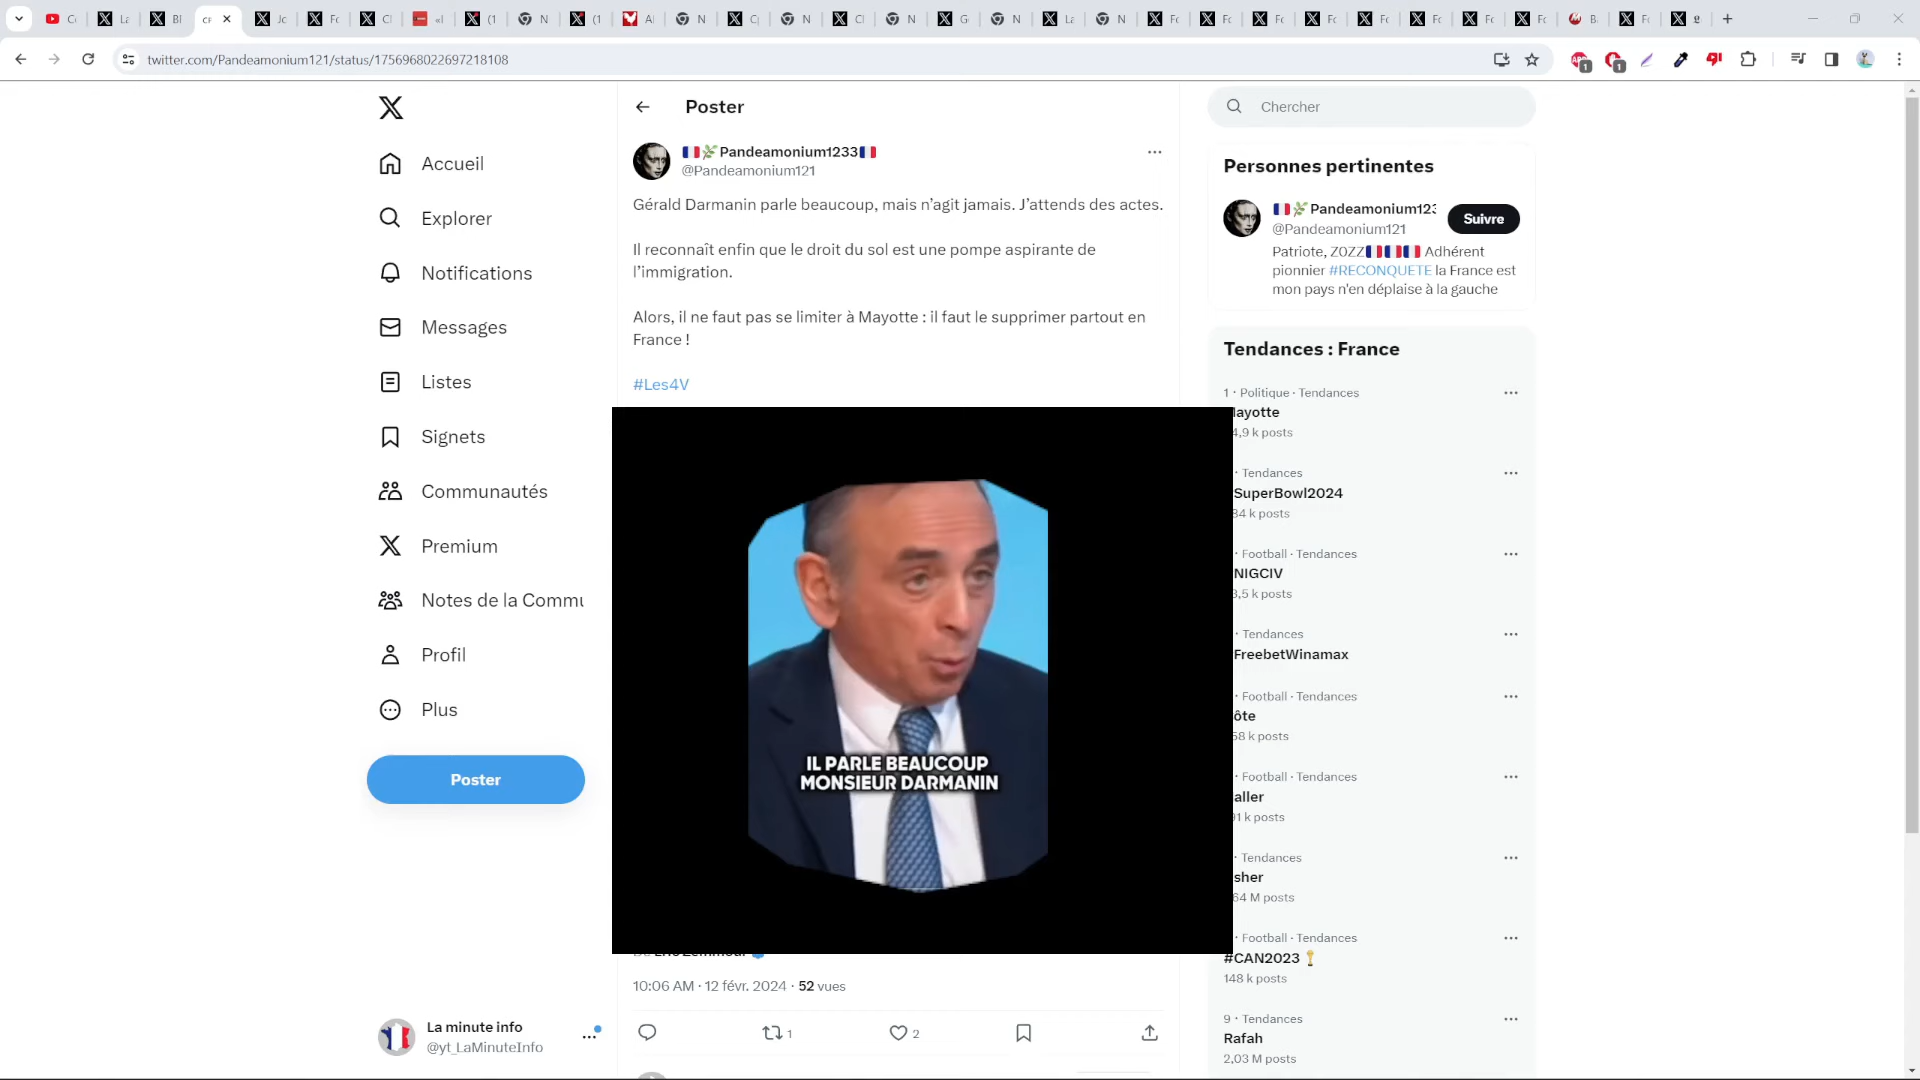 twitter.com/Pandeamonium121/status/1756968022697218108
Accueil
Explorer
Notifications
Messages
Listes
Signets
Communautés
Premium
Notes de la Commu
Profil
Plus
Poster
La minute info
@yt_LaMinuteInfo
Poster
Pandeamonium1233
@Pandeamonium121
Gérald Darmanin parle beaucoup, mais n’agit jamais. J’attends des actes.
Il reconnaît enfin que le droit du sol est une pompe aspirante de
l’immigration.
Alors, il ne faut pas se limiter à Mayotte : il faut le supprimer partout en
France !
#Les4V
IL PARLE BEAUCOUP
MONSIEUR DARMANIN
10:06 AM · 12 févr. 2024 · 52 vues
1
2
Chercher
Personnes pertinentes
Pandeamonium123
@Pandeamonium121
Suivre
Patriote, Z0ZZ Adhérent
pionnier #RECONQUETE la France est
mon pays n'en déplaise à la gauche
Tendances : France
1 · Politique · Tendances
ayotte
4,9 k posts
· Tendances
SuperBowl2024
84 k posts
· Football · Tendances
NIGCIV
3,5 k posts
· Tendances
FreebetWinamax
· Football · Tendances
ôte
58 k posts
· Football · Tendances
aller
91 k posts
· Tendances
sher
64 M posts
· Football · Tendances
#CAN2023
148 k posts
9 · Tendances
Rafah
2,03 M posts